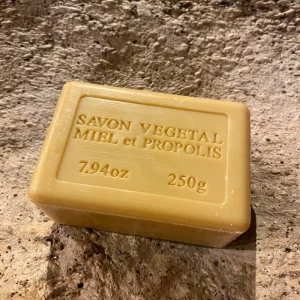 SAVON VEGETAL
MIEL et PROPOLIS
7.94oz 250g